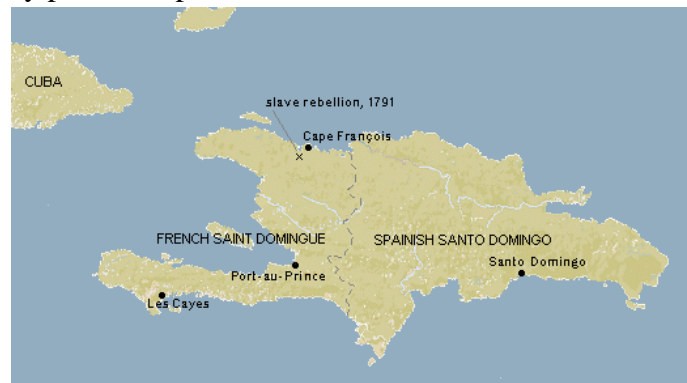 CUBA
slave rebellion, 1791
Cape François
FRENCH SAINT DOMINGUE
SPAINISH SANTO DOMINGO
Santo Domingo
Port-au-Prince
Les Cayes